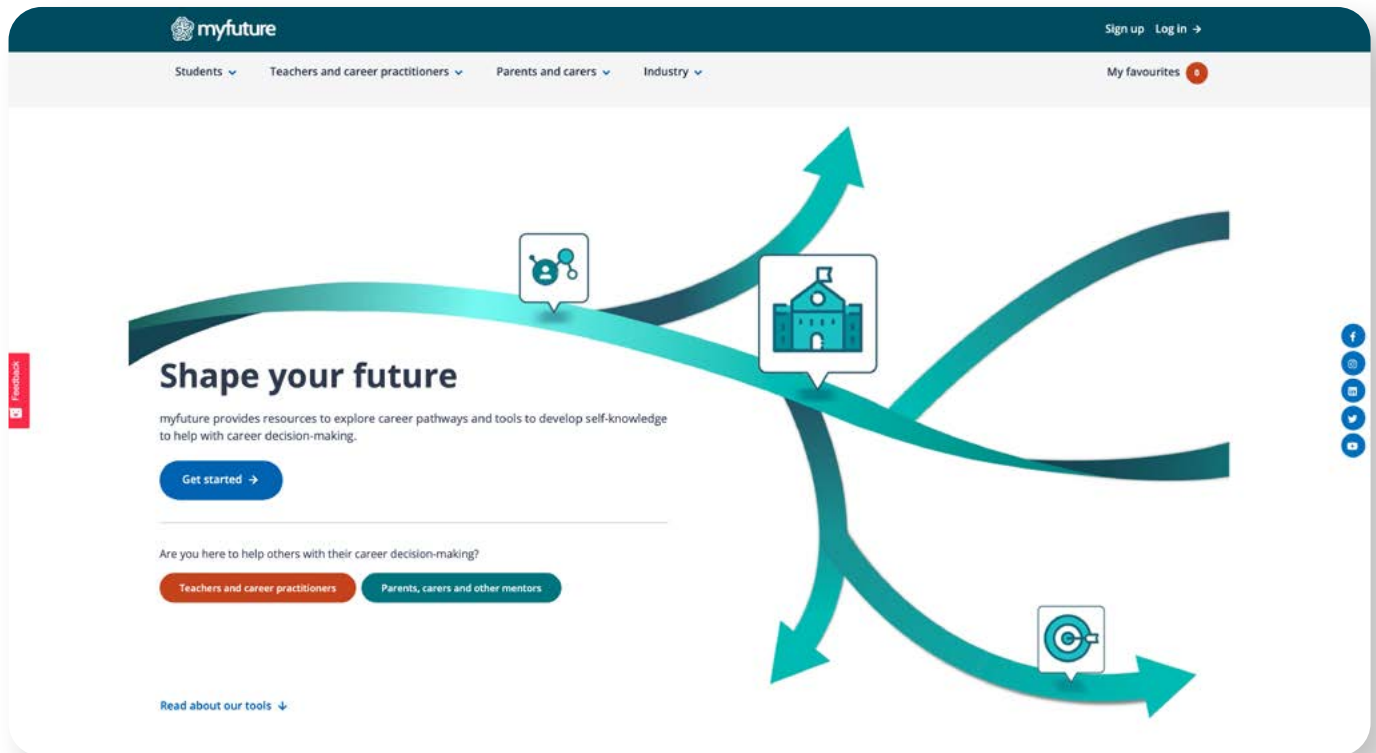 myfuture
Sign up Log in →
Students
Teachers and career practitioners
Parents and carers
Industry
My favourites 0
Shape your future
myfuture provides resources to explore career pathways and tools to develop self-knowledge
to help with career decision-making.
Get started →
Are you here to help others with their career decision-making?
Teachers and career practitioners
Parents, carers and other mentors
Read about our tools ↓
Feedback